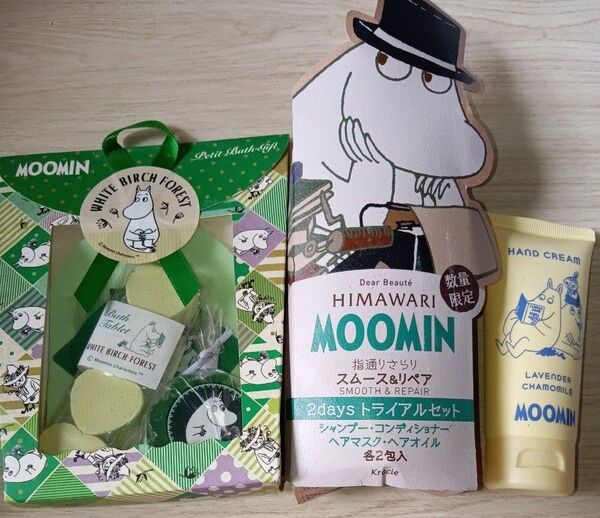 MOOMIN
Petit Bath Gift
WHITE BIRCH FOREST
Bath
Tablet
WHITE BIRCH FOREST
© Moomin Characters™
Dear Beauté
HIMAWARI
MOOMIN
数量
限定
指通りさらり
スムース&リペア
SMOOTH & REPAIR
2days トライアルセット
シャンプー・コンディショナー
ヘアマスク・ヘアオイル
各2包入
Kracie
HAND CREAM
LAVENDER
CHAMOMILE
MOOMIN